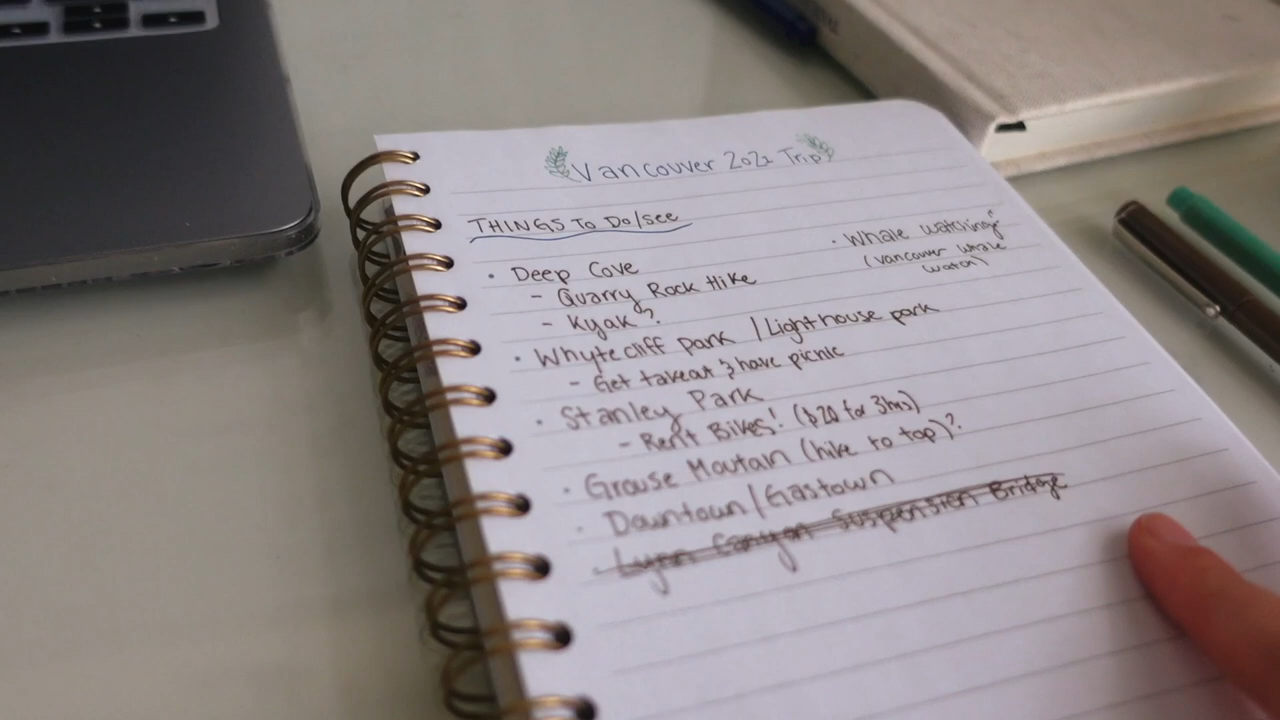 Vancouver 2021 Trip
THINGS TO DO/SEE
• Deep Cove
- Quarry Rock Hike
- Kyak?
• Whytecliff Park / Lighthouse park
- Get takeout & have picnic
• Stanley Park
- Rent Bikes! ($20 for 3hrs)
• Grouse Moutain (hike to top)?
• Downtown/Gastown
• Lynn Canyon Suspension Bridge
• Whale watching
(Vancouver whale
watch)